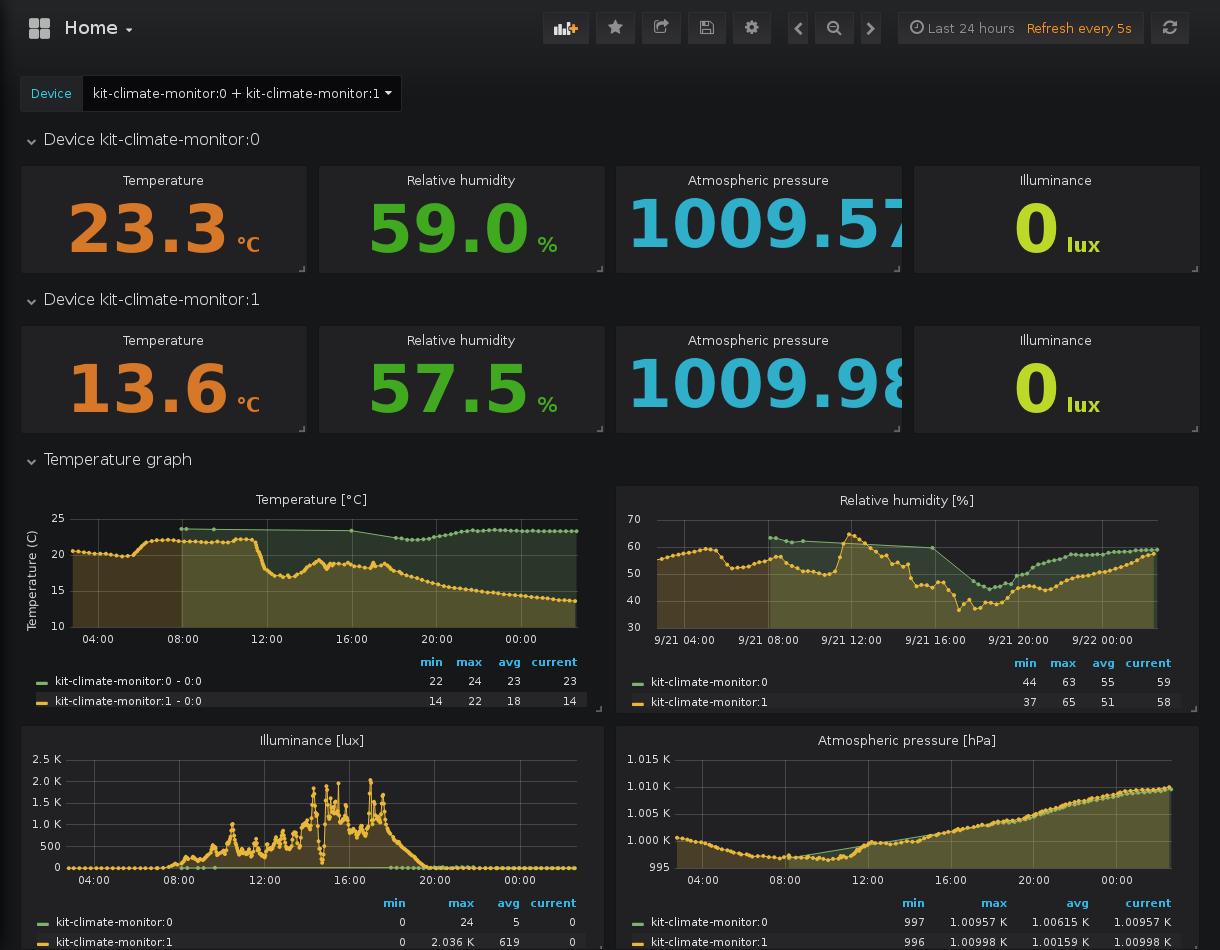 Home
Last 24 hours Refresh every 5s
Device kit-climate-monitor:0 + kit-climate-monitor:1
Device kit-climate-monitor:0
Temperature Relative humidity Atmospheric pressure Illuminance
23.3 °C 59.0 % 1009.57 0 lux
Device kit-climate-monitor:1
Temperature Relative humidity Atmospheric pressure Illuminance
13.6 °C 57.5 % 1009.98 0 lux
Temperature graph
Temperature [°C]
Temperature (C)
25
20
15
10
04:00 08:00 12:00 16:00 20:00 00:00
min max avg current
kit-climate-monitor:0 - 0:0 22 24 23 23
kit-climate-monitor:1 - 0:0 14 22 18 14
Relative humidity [%]
70
60
50
40
30
9/21 04:00 9/21 08:00 9/21 12:00 9/21 16:00 9/21 20:00 9/22 00:00
min max avg current
kit-climate-monitor:0 44 63 55 59
kit-climate-monitor:1 37 65 51 58
Illuminance [lux]
2.5 K
2.0 K
1.5 K
1.0 K
500
0
04:00 08:00 12:00 16:00 20:00 00:00
min max avg current
kit-climate-monitor:0 0 24 5 0
kit-climate-monitor:1 0 2.036 K 619 0
Atmospheric pressure [hPa]
1.015 K
1.010 K
1.005 K
1.000 K
995
04:00 08:00 12:00 16:00 20:00 00:00
min max avg current
kit-climate-monitor:0 997 1.00957 K 1.00615 K 1.00957 K
kit-climate-monitor:1 996 1.00998 K 1.00159 K 1.00998 K